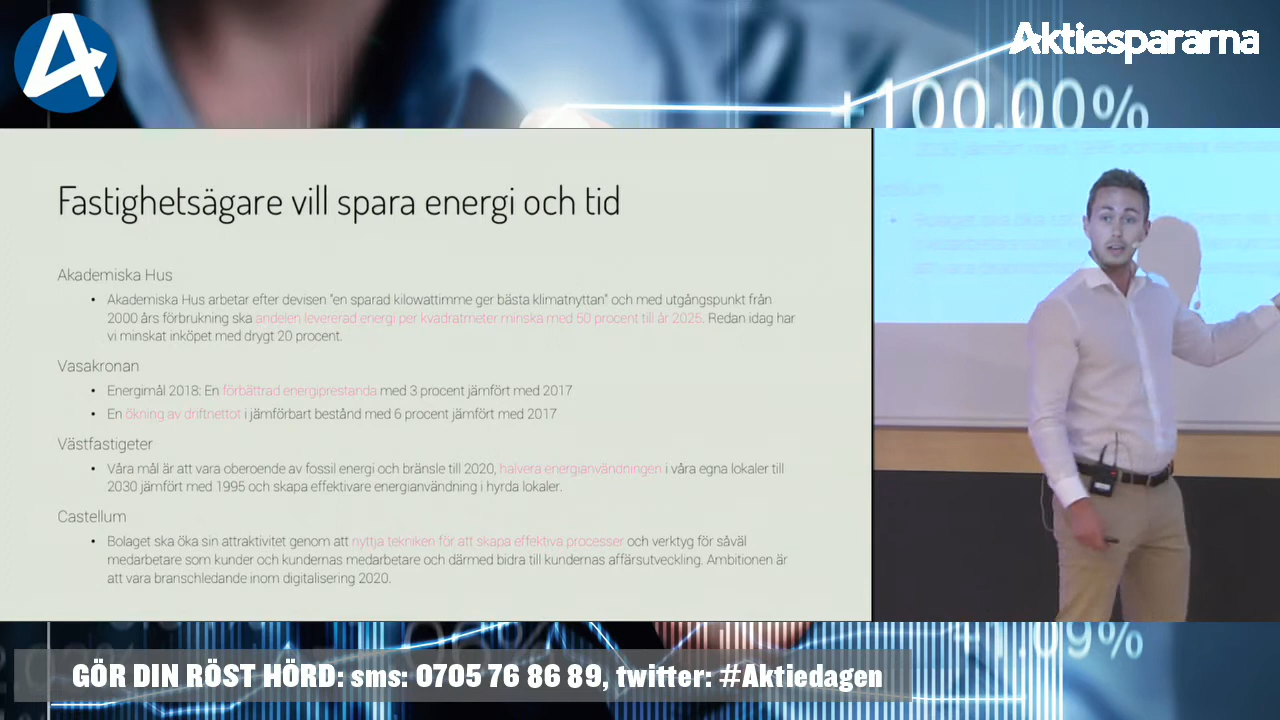 Aktiespararna
+100.00%
Fastighetsägare vill spara energi och tid
Akademiska Hus
• Akademiska Hus arbetar efter devisen "en sparad kilowattimme ger bästa klimatnyttan" och med utgångspunkt från
2000 års förbrukning ska andelen levererad energi per kvadratmeter minska med 50 procent till år 2025. Redan idag har
vi minskat inköpet med drygt 20 procent.
Vasakronan
• Energimål 2018: En förbättrad energiprestanda med 3 procent jämfört med 2017
• En ökning av driftnettot i jämförbart bestånd med 6 procent jämfört med 2017
Västfastigeter
• Våra mål är att vara oberoende av fossil energi och bränsle till 2020, halvera energianvändningen i våra egna lokaler till
2030 jämfört med 1995 och skapa effektivare energianvändning i hyrda lokaler.
Castellum
• Bolaget ska öka sin attraktivitet genom att nyttja tekniken för att skapa effektiva processer och verktyg för såväl
medarbetare som kunder och kundernas medarbetare och därmed bidra till kundernas affärsutveckling. Ambitionen är
att vara branschledande inom digitalisering 2020.
+1.09%
GÖR DIN RÖST HÖRD: sms: 0705 76 86 89, twitter: #Aktiedagen